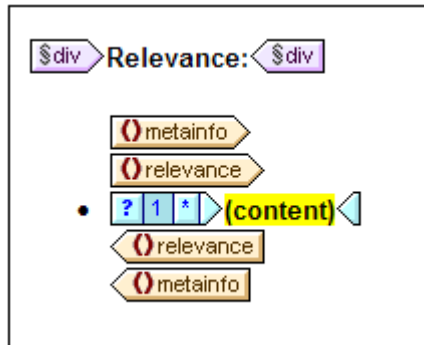 §div Relevance: §div
() metainfo
() relevance
• ? 1 * (content)
() relevance
() metainfo